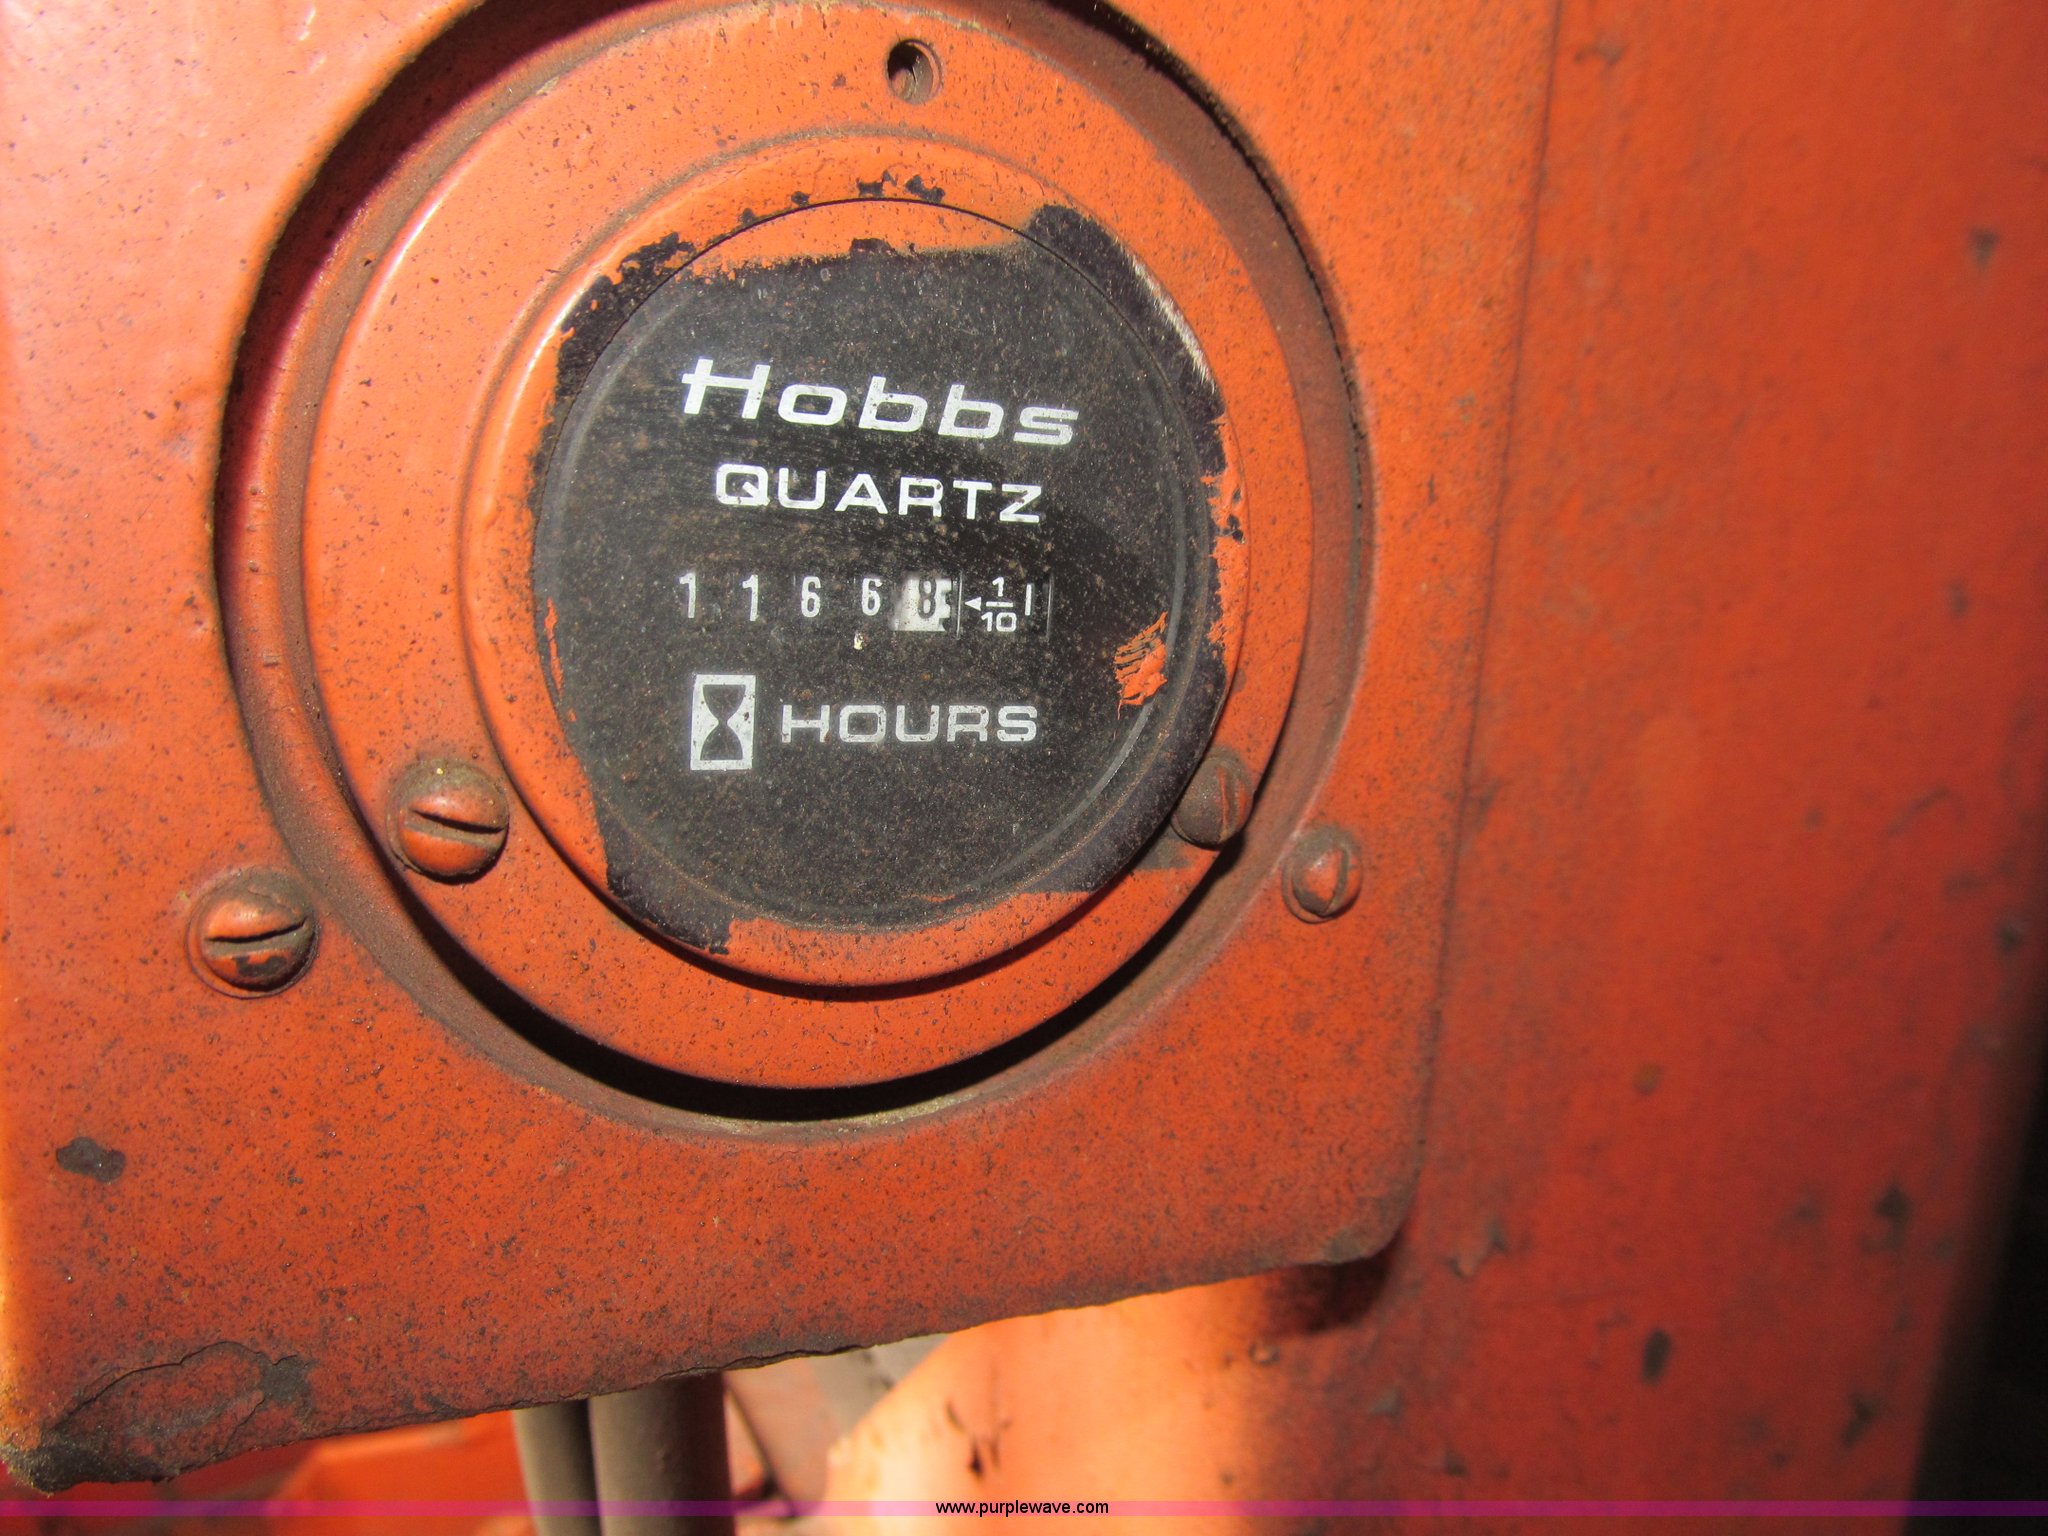 Hobbs
QUARTZ
1 1 6 6 8 ◄ 1/10
HOURS
www.purplewave.com